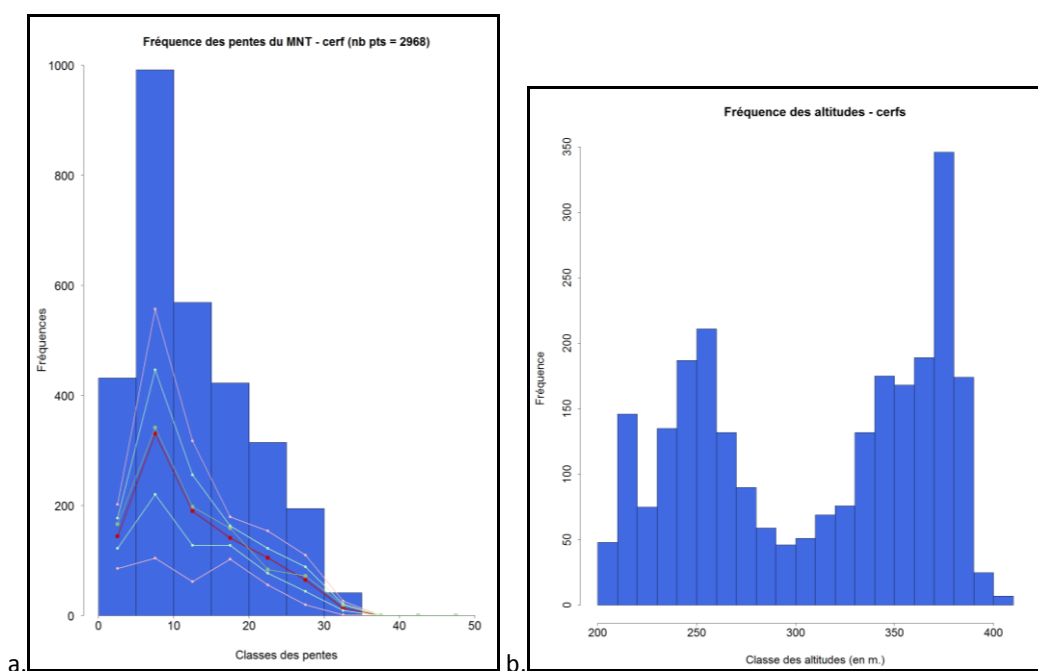 Fréquence des pentes du MNT - cerf (nb pts = 2968)
1000
800
600
400
200
0
Fréquences
0 10 20 30 40 50
Classes des pentes
a.
Fréquence des altitudes - cerfs
350
300
250
200
150
100
50
0
Fréquence
200 250 300 350 400
Classe des altitudes (en m.)
b.